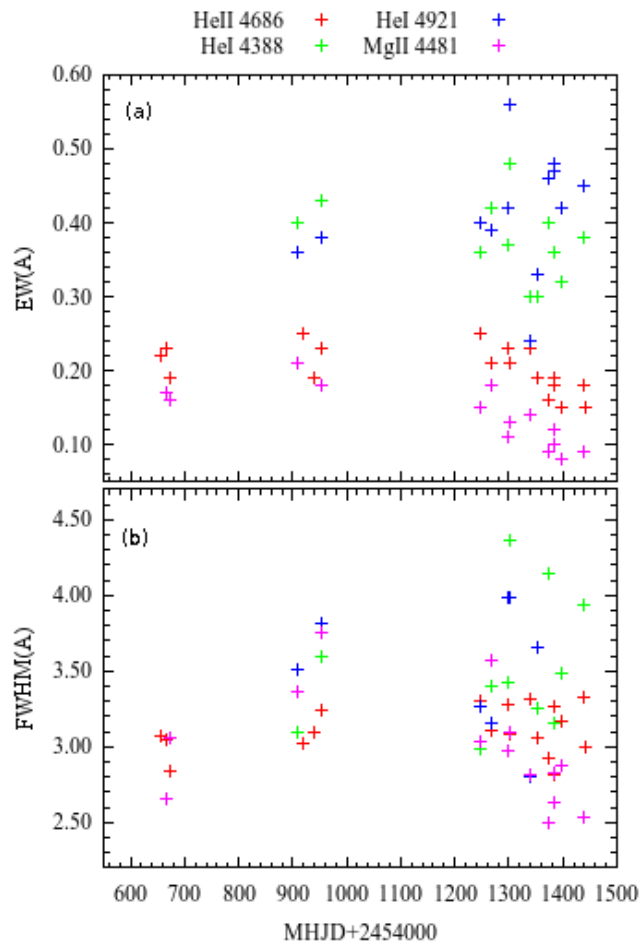 HeII 4686 + HeI 4921 +
HeI 4388 + MgII 4481 +
0.60
(a)
0.50
0.40
0.30
0.20
0.10
EW(A)
4.50
(b)
4.00
3.50
3.00
2.50
FWHM(A)
600 700 800 900 1000 1100 1200 1300 1400 1500
MHJD+2454000